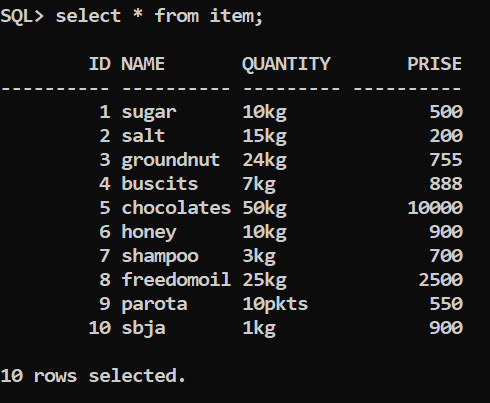 SQL> select * from item;
ID NAME QUANTITY PRISE
---------- ---------- --------- ----------
1 sugar 10kg 500
2 salt 15kg 200
3 groundnut 24kg 755
4 buscits 7kg 888
5 chocolates 50kg 10000
6 honey 10kg 900
7 shampoo 3kg 700
8 freedomoil 25kg 2500
9 parota 10pkts 550
10 sbja 1kg 900
10 rows selected.